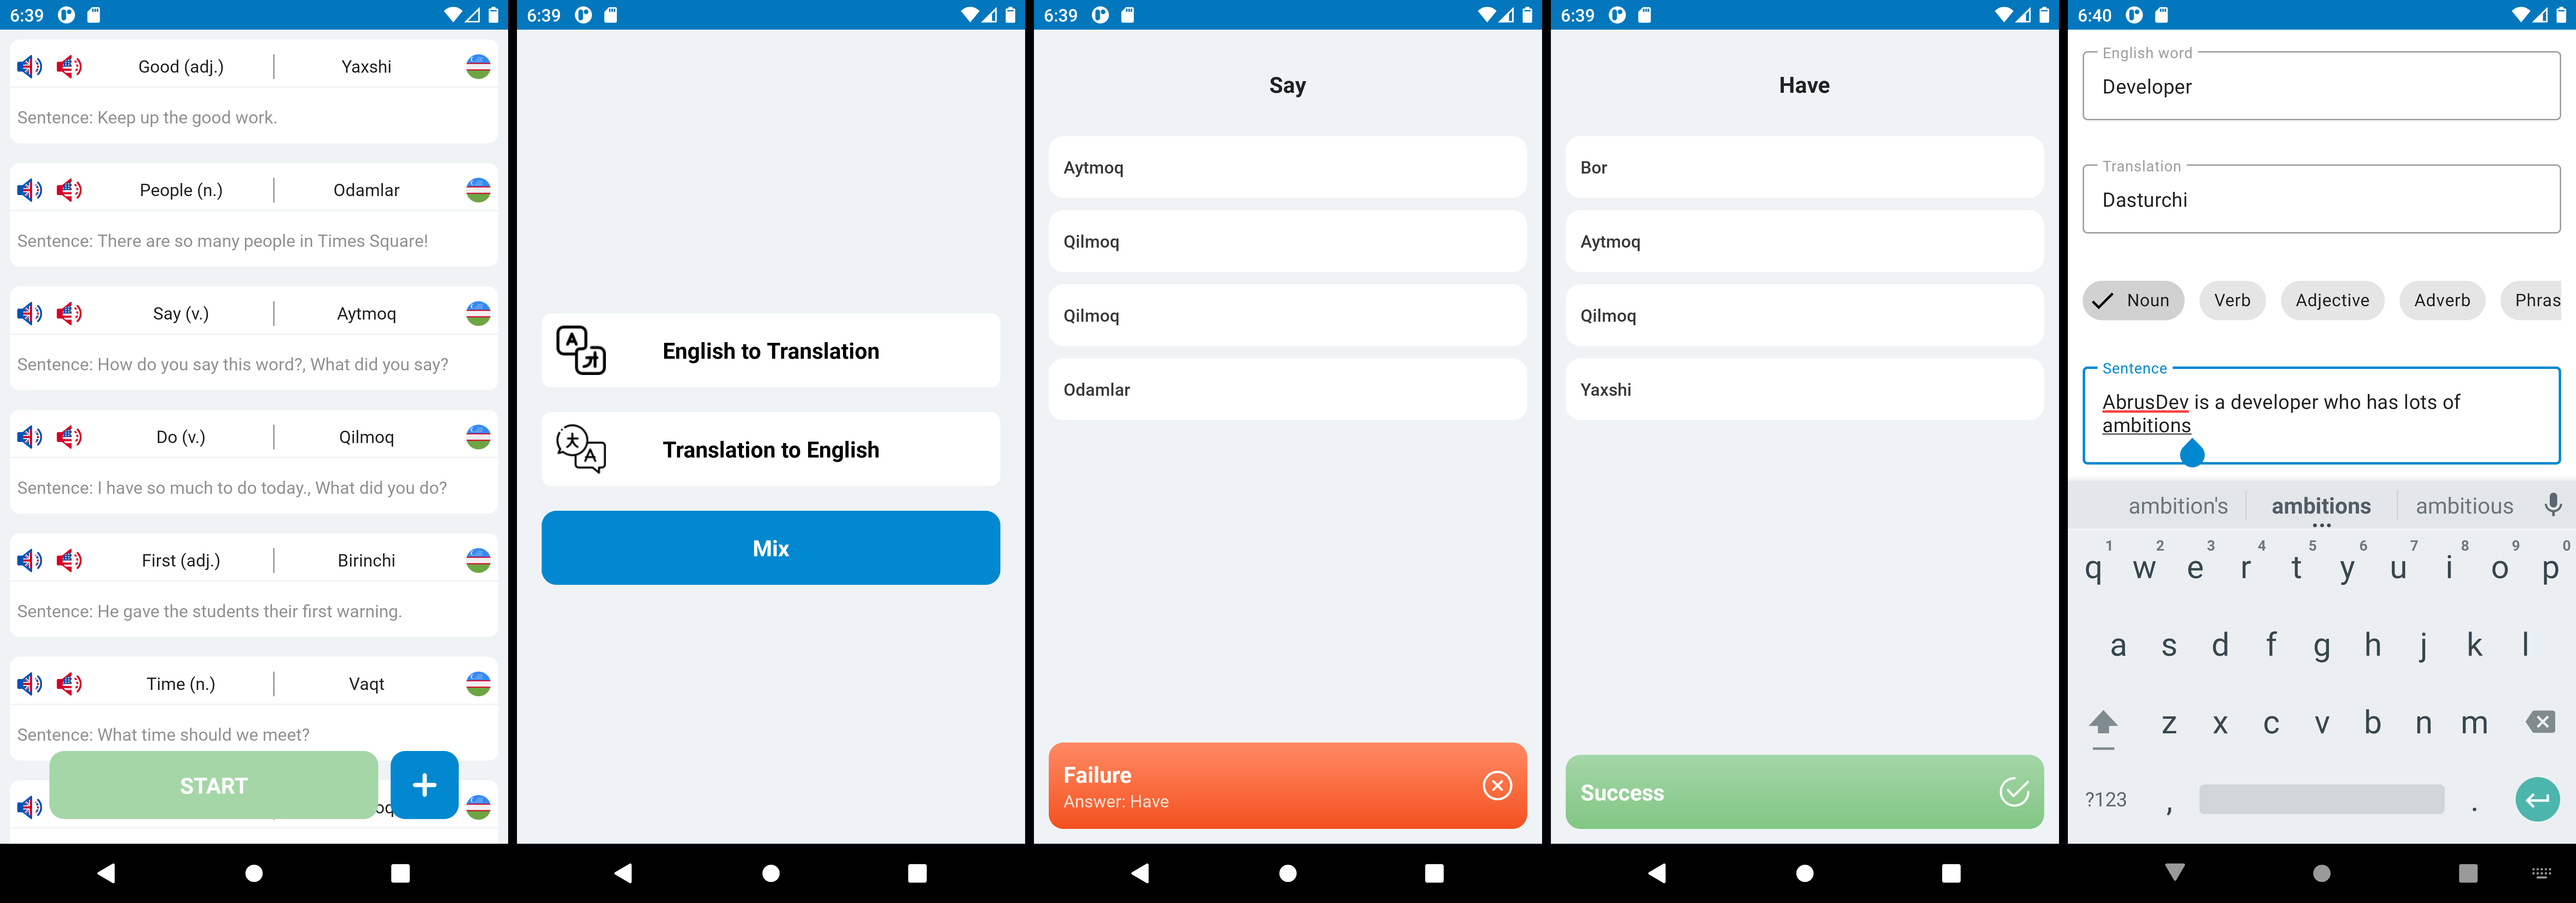 6:39
Good (adj.)
Yaxshi
Sentence: Keep up the good work.
People (n.)
Odamlar
Sentence: There are so many people in Times Square!
Say (v.)
Aytmoq
Sentence: How do you say this word?, What did you say?
Do (v.)
Qilmoq
Sentence: I have so much to do today., What did you do?
First (adj.)
Birinchi
Sentence: He gave the students their first warning.
Time (n.)
Vaqt
Sentence: What time should we meet?
START
+
6:39
English to Translation
Translation to English
Mix
6:39
Say
Aytmoq
Qilmoq
Qilmoq
Odamlar
Failure
Answer: Have
6:39
Have
Bor
Aytmoq
Qilmoq
Yaxshi
Success
6:40
English word
Developer
Translation
Dasturchi
Noun Verb Adjective Adverb Phras
Sentence
AbrusDev is a developer who has lots of
ambitions
ambition's ambitions ambitious
1 2 3 4 5 6 7 8 9 0
q w e r t y u i o p
a s d f g h j k l
z x c v b n m
?123 , .